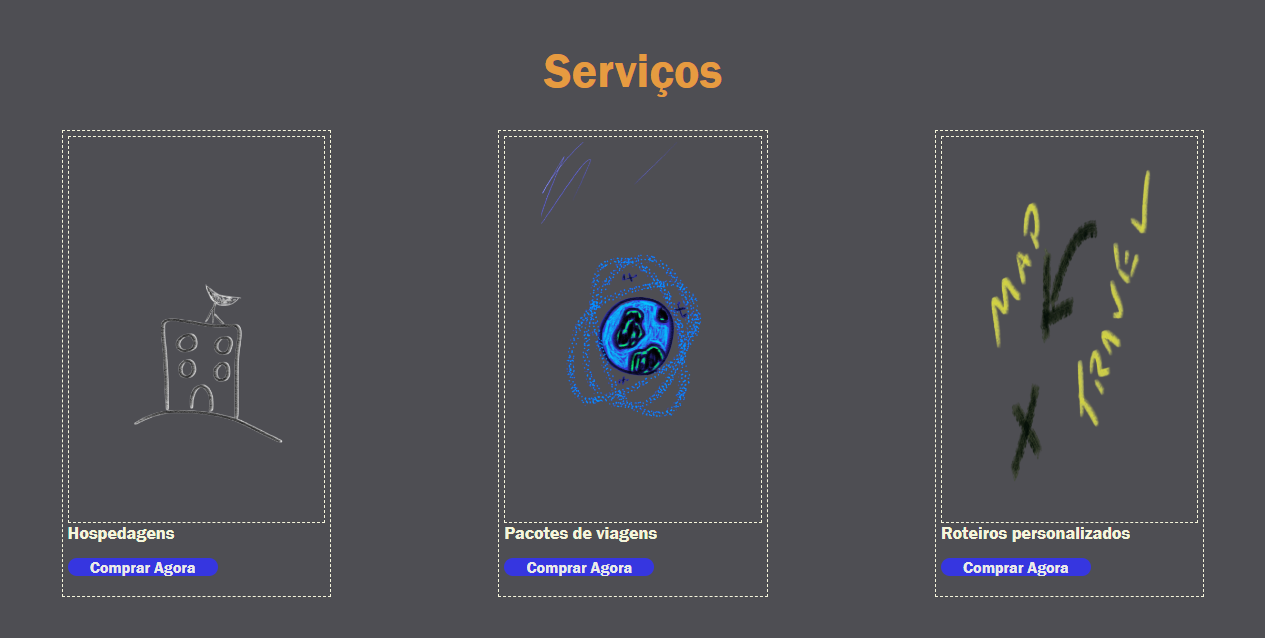 Serviços
Hospedagens
Comprar Agora
Pacotes de viagens
Comprar Agora
MAP
TRAVEL
X
Roteiros personalizados
Comprar Agora